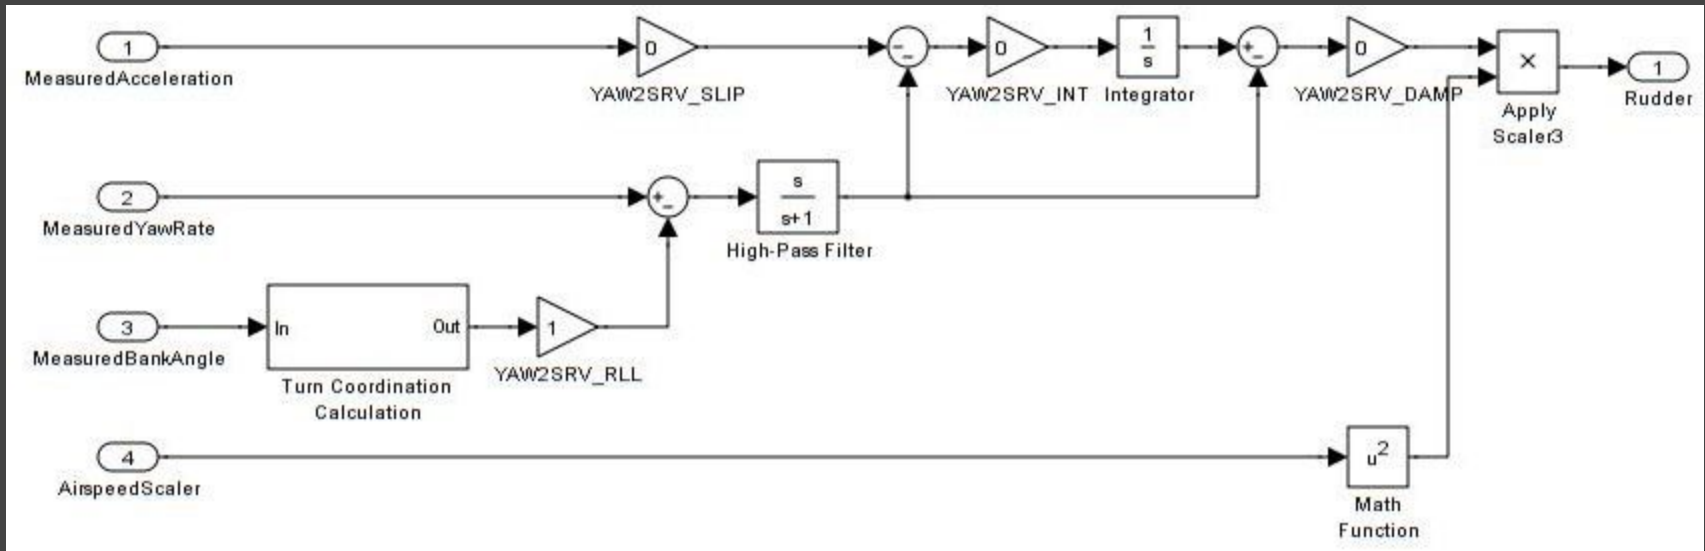 1
MeasuredAcceleration
0
YAW2SRV_SLIP
−
−
0
YAW2SRV_INT
1
s
Integrator
+
−
0
YAW2SRV_DAMP
×
Apply
Scaler3
1
Rudder
2
MeasuredYawRate
+
−
s
s+1
High-Pass Filter
3
MeasuredBankAngle
In
Out
Turn Coordination
Calculation
1
YAW2SRV_RLL
4
AirspeedScaler
u²
Math
Function